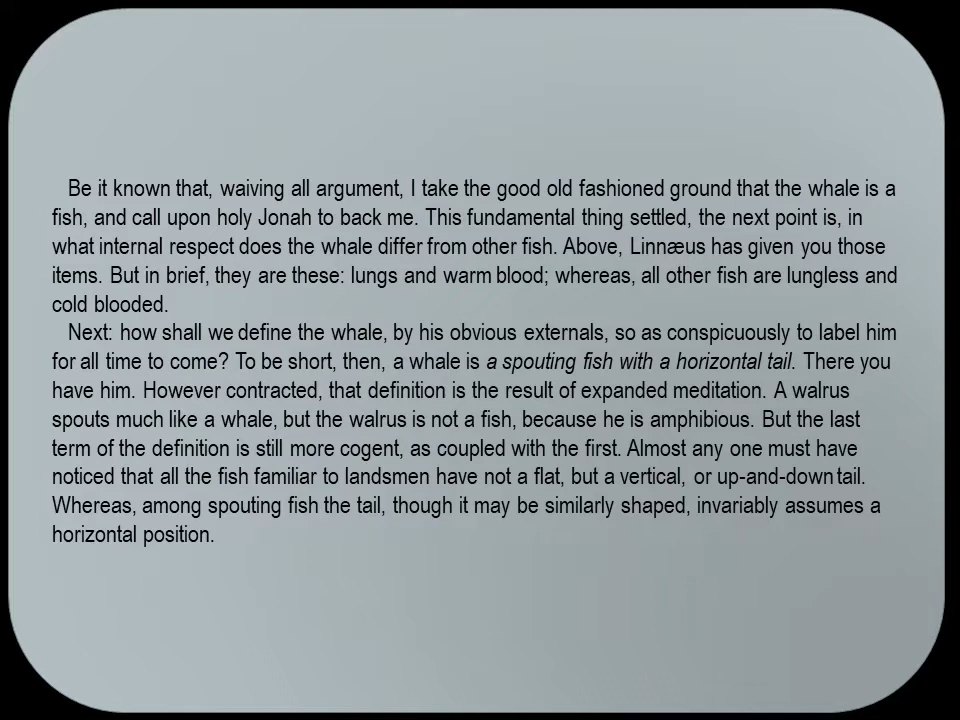 Be it known that, waiving all argument, I take the good old fashioned ground that the whale is a
fish, and call upon holy Jonah to back me. This fundamental thing settled, the next point is, in
what internal respect does the whale differ from other fish. Above, Linnæus has given you those
items. But in brief, they are these: lungs and warm blood; whereas, all other fish are lungless and
cold blooded.
Next: how shall we define the whale, by his obvious externals, so as conspicuously to label him
for all time to come? To be short, then, a whale is a spouting fish with a horizontal tail. There you
have him. However contracted, that definition is the result of expanded meditation. A walrus
spouts much like a whale, but the walrus is not a fish, because he is amphibious. But the last
term of the definition is still more cogent, as coupled with the first. Almost any one must have
noticed that all the fish familiar to landsmen have not a flat, but a vertical, or up-and-down tail.
Whereas, among spouting fish the tail, though it may be similarly shaped, invariably assumes a
horizontal position.